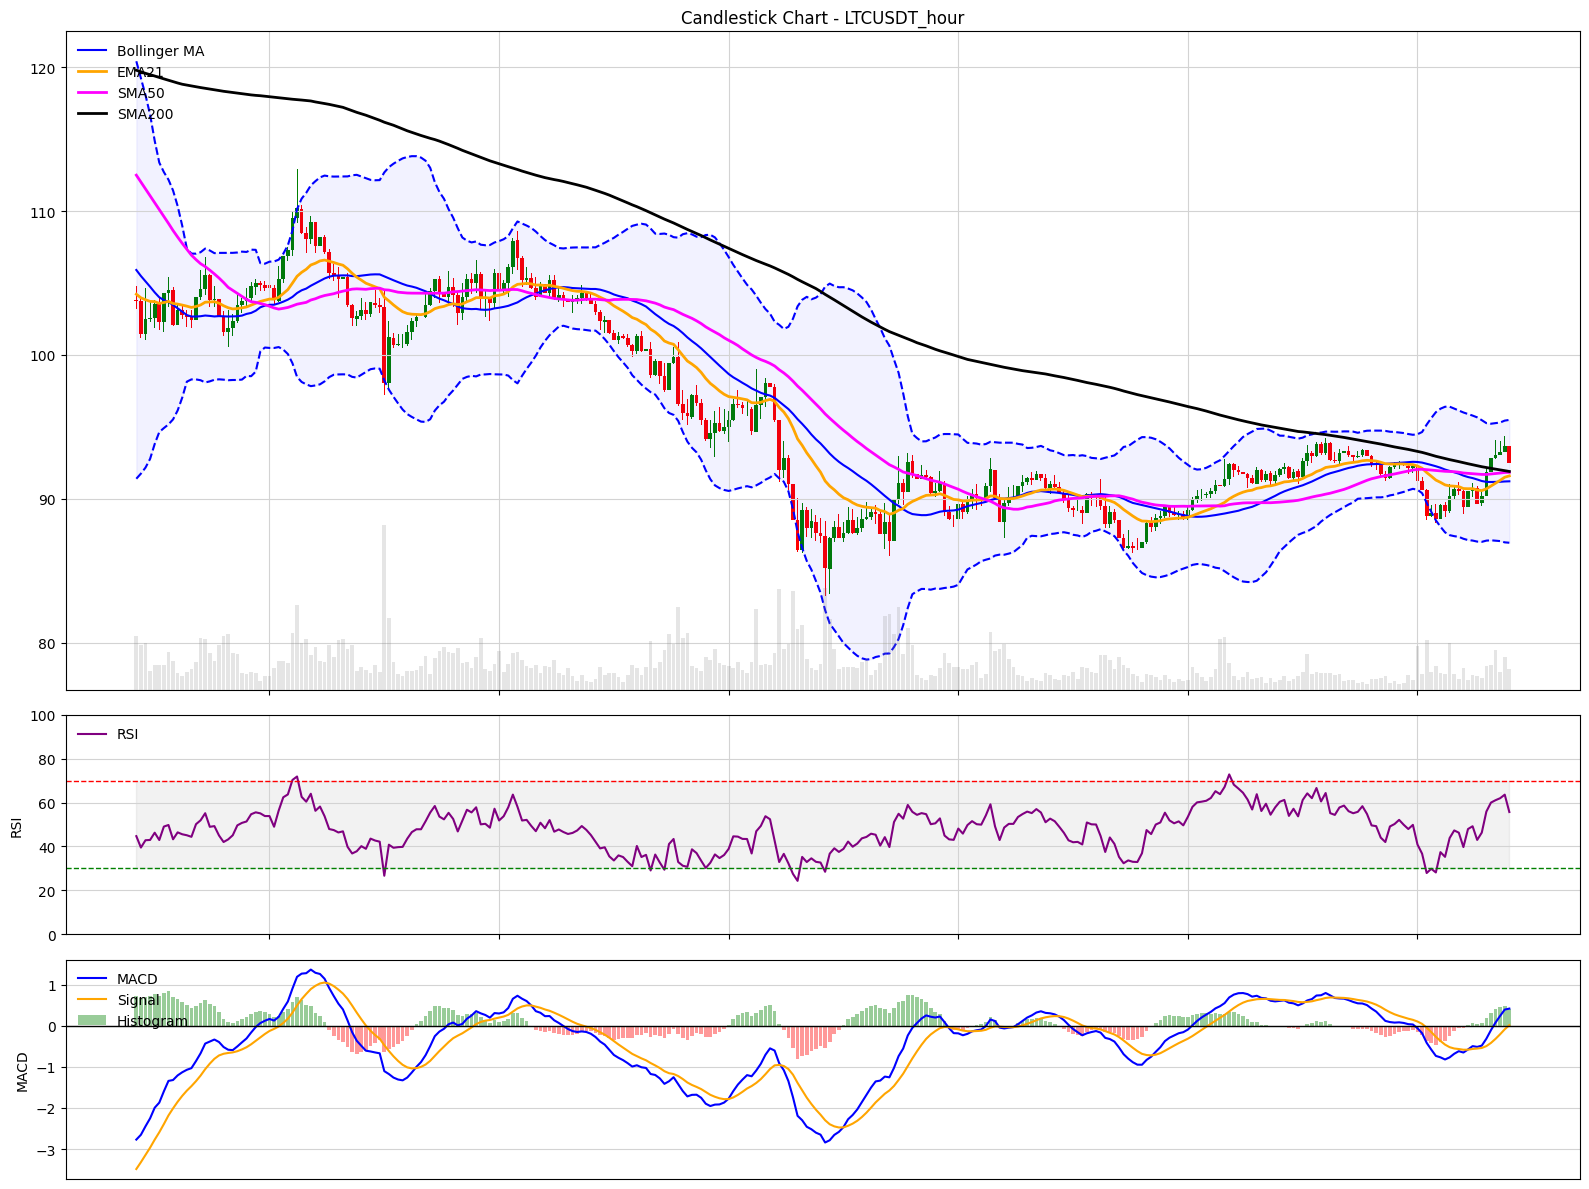 Candlestick Chart - LTCUSDT_hour
Bollinger MA
EMA21
SMA50
SMA200
120
110
100
90
80
RSI
100
80
60
40
20
0
RSI
MACD
Signal
Histogram
1
0
−1
−2
−3
MACD